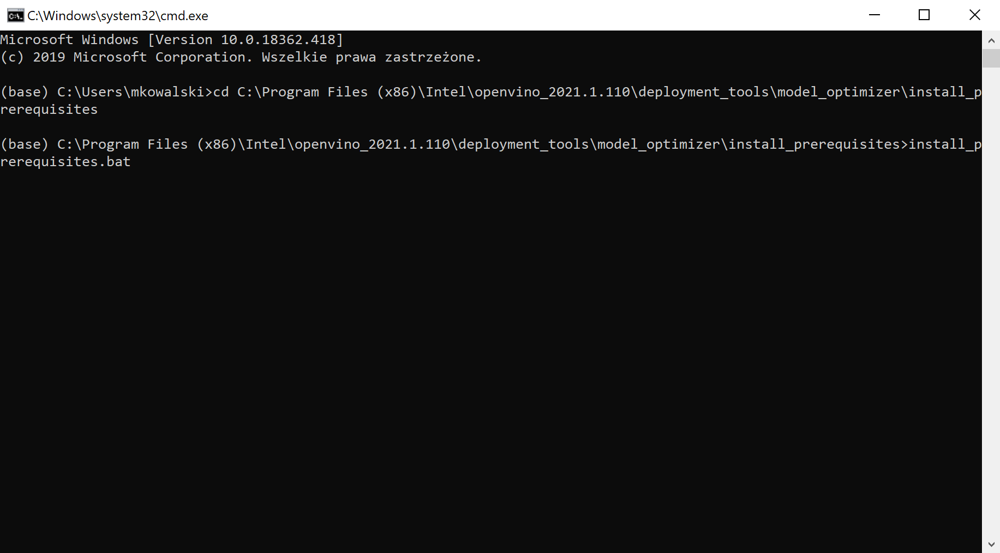 C:\Windows\system32\cmd.exe
Microsoft Windows [Version 10.0.18362.418]
(c) 2019 Microsoft Corporation. Wszelkie prawa zastrzeżone.
(base) C:\Users\mkowalski>cd C:\Program Files (x86)\Intel\openvino_2021.1.110\deployment_tools\model_optimizer\install_p
rerequisites
(base) C:\Program Files (x86)\Intel\openvino_2021.1.110\deployment_tools\model_optimizer\install_prerequisites>install_p
rerequisites.bat